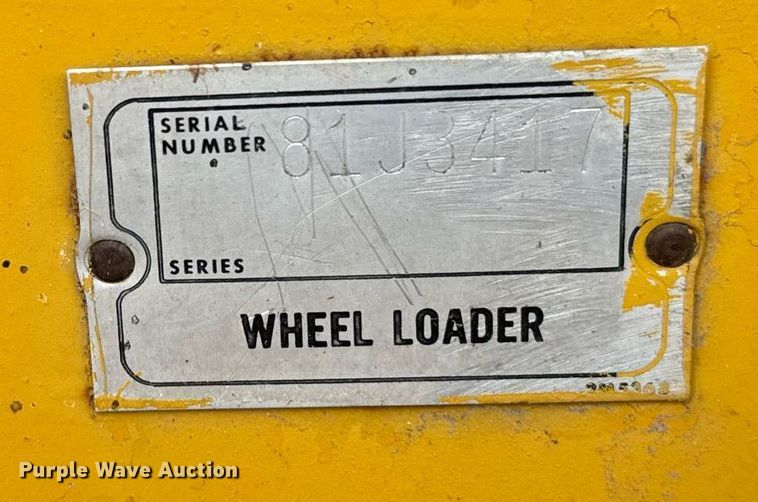 SERIAL
NUMBER 81J3417
SERIES
WHEEL LOADER
Purple Wave Auction